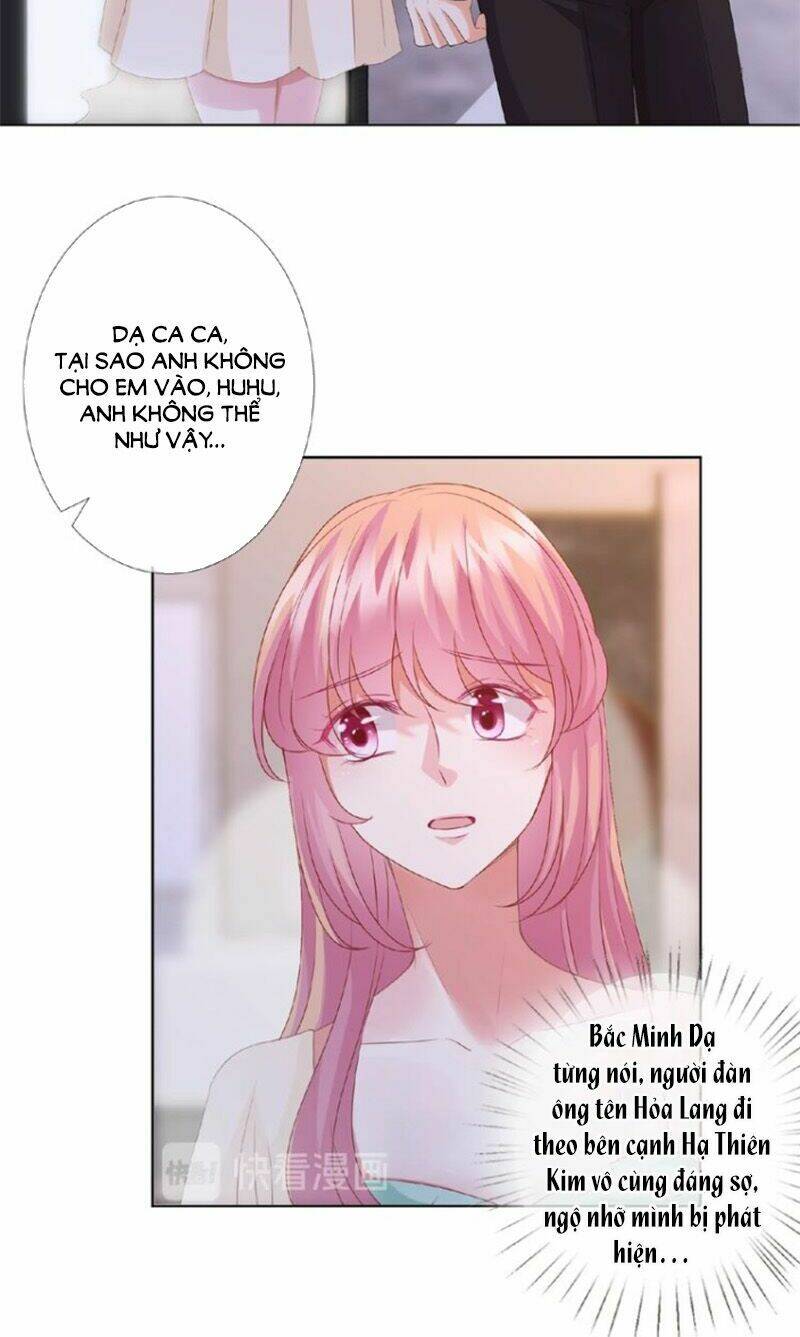 DẠ CA CA,
TẠI SAO ANH KHÔNG
CHO EM VÀO, HUHU,
ANH KHÔNG THỂ
NHƯ VẬY...
Bắc Minh Dạ
từng nói, người đàn
ông tên Hỏa Lang đi
theo bên cạnh Hạ Thiên
Kim vô cùng đáng sợ,
ngộ nhỡ mình bị phát
hiện...
快看! 快看漫画